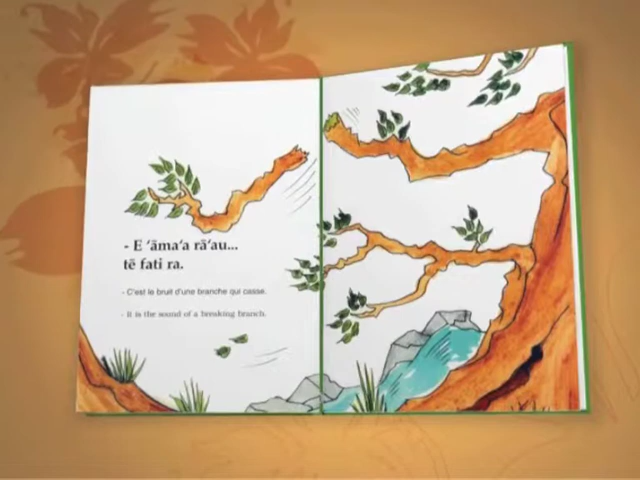 - E ‘āma‘a rā‘au...
tē fati ra.
- C'est le bruit d'une branche qui casse.
- It is the sound of a breaking branch.